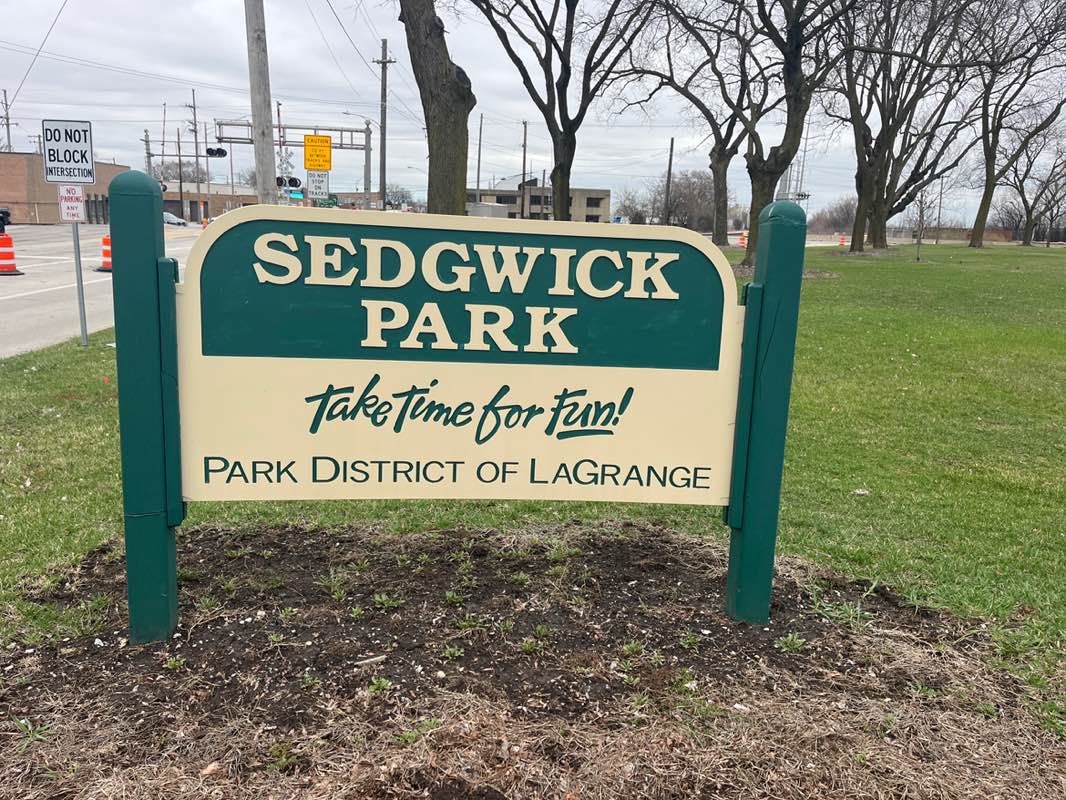 DO NOT
BLOCK
INTERSECTION
NO
PARKING
ANY
TIME
CAUTION
DO NOT
STOP
ON
TRACKS
SEDGWICK
PARK
Take Time for Fun!
PARK DISTRICT OF LAGRANGE